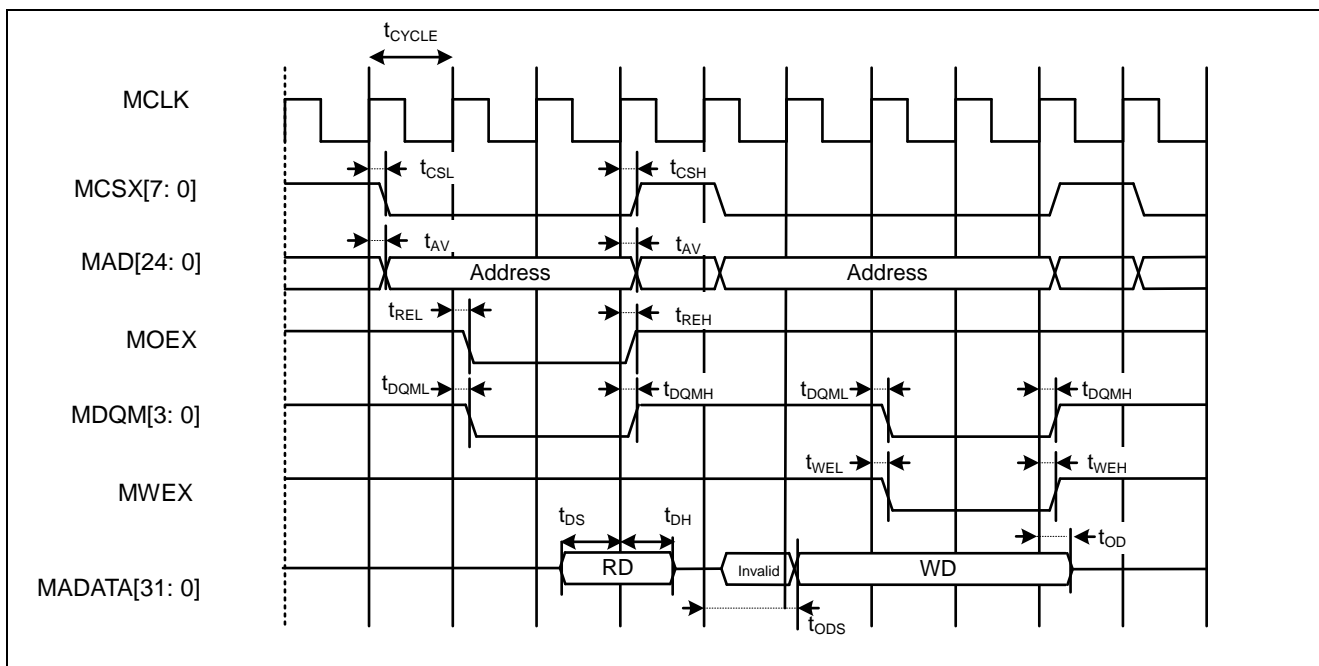 tCYCLE
MCLK
tCSL tCSH
MCSX[7: 0]
tAV tAV
MAD[24: 0] Address Address
tREL tREH
MOEX
tDQML tDQMH tDQML tDQMH
MDQM[3: 0]
tWEL tWEH
MWEX
tDS tDH
tOD
RD Invalid WD
MADATA[31: 0]
tODS